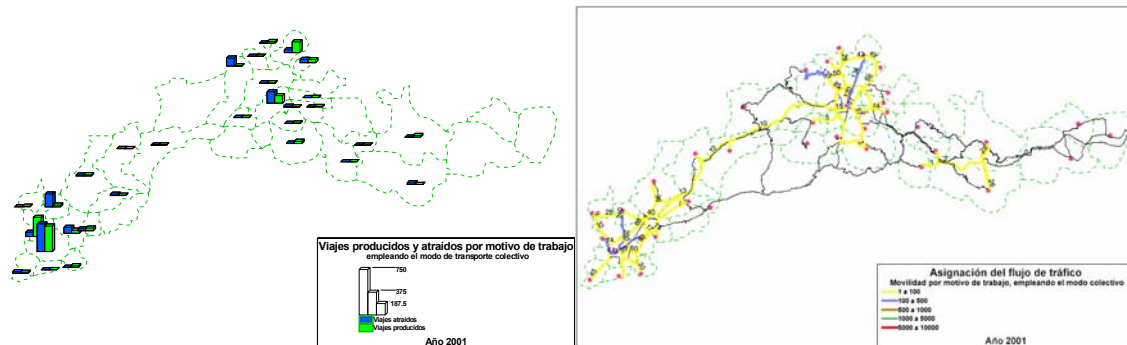 Viajes producidos y atraídos por motivo de trabajo
empleando el modo de transporte colectivo
750
375
187.5
Viajes atraídos
Viajes producidos
Año 2001
Asignación del flujo de tráfico
Movilidad por motivo de trabajo, empleando el modo colectivo
1 a 100
100 a 500
500 a 1000
1000 a 5000
5000 a 10000
Año 2001